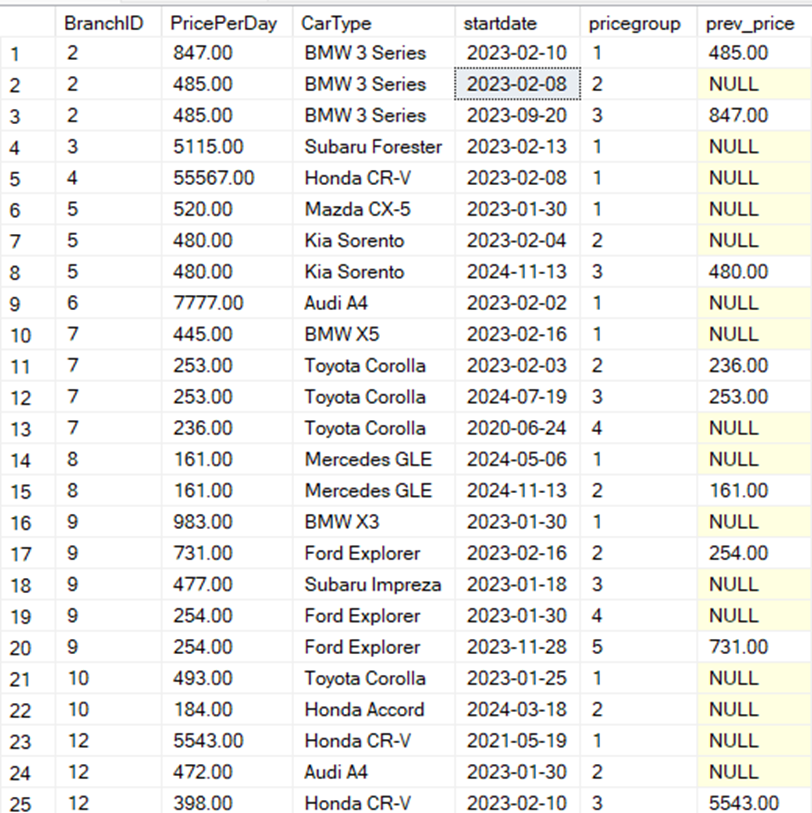 BranchID PricePerDay CarType startdate pricegroup prev_price
1 2 847.00 BMW 3 Series 2023-02-10 1 485.00
2 2 485.00 BMW 3 Series 2023-02-08 2 NULL
3 2 485.00 BMW 3 Series 2023-09-20 3 847.00
4 3 5115.00 Subaru Forester 2023-02-13 1 NULL
5 4 55567.00 Honda CR-V 2023-02-08 1 NULL
6 5 520.00 Mazda CX-5 2023-01-30 1 NULL
7 5 480.00 Kia Sorento 2023-02-04 2 NULL
8 5 480.00 Kia Sorento 2024-11-13 3 480.00
9 6 7777.00 Audi A4 2023-02-02 1 NULL
10 7 445.00 BMW X5 2023-02-16 1 NULL
11 7 253.00 Toyota Corolla 2023-02-03 2 236.00
12 7 253.00 Toyota Corolla 2024-07-19 3 253.00
13 7 236.00 Toyota Corolla 2020-06-24 4 NULL
14 8 161.00 Mercedes GLE 2024-05-06 1 NULL
15 8 161.00 Mercedes GLE 2024-11-13 2 161.00
16 9 983.00 BMW X3 2023-01-30 1 NULL
17 9 731.00 Ford Explorer 2023-02-16 2 254.00
18 9 477.00 Subaru Impreza 2023-01-18 3 NULL
19 9 254.00 Ford Explorer 2023-01-30 4 NULL
20 9 254.00 Ford Explorer 2023-11-28 5 731.00
21 10 493.00 Toyota Corolla 2023-01-25 1 NULL
22 10 184.00 Honda Accord 2024-03-18 2 NULL
23 12 5543.00 Honda CR-V 2021-05-19 1 NULL
24 12 472.00 Audi A4 2023-01-30 2 NULL
25 12 398.00 Honda CR-V 2023-02-10 3 5543.00